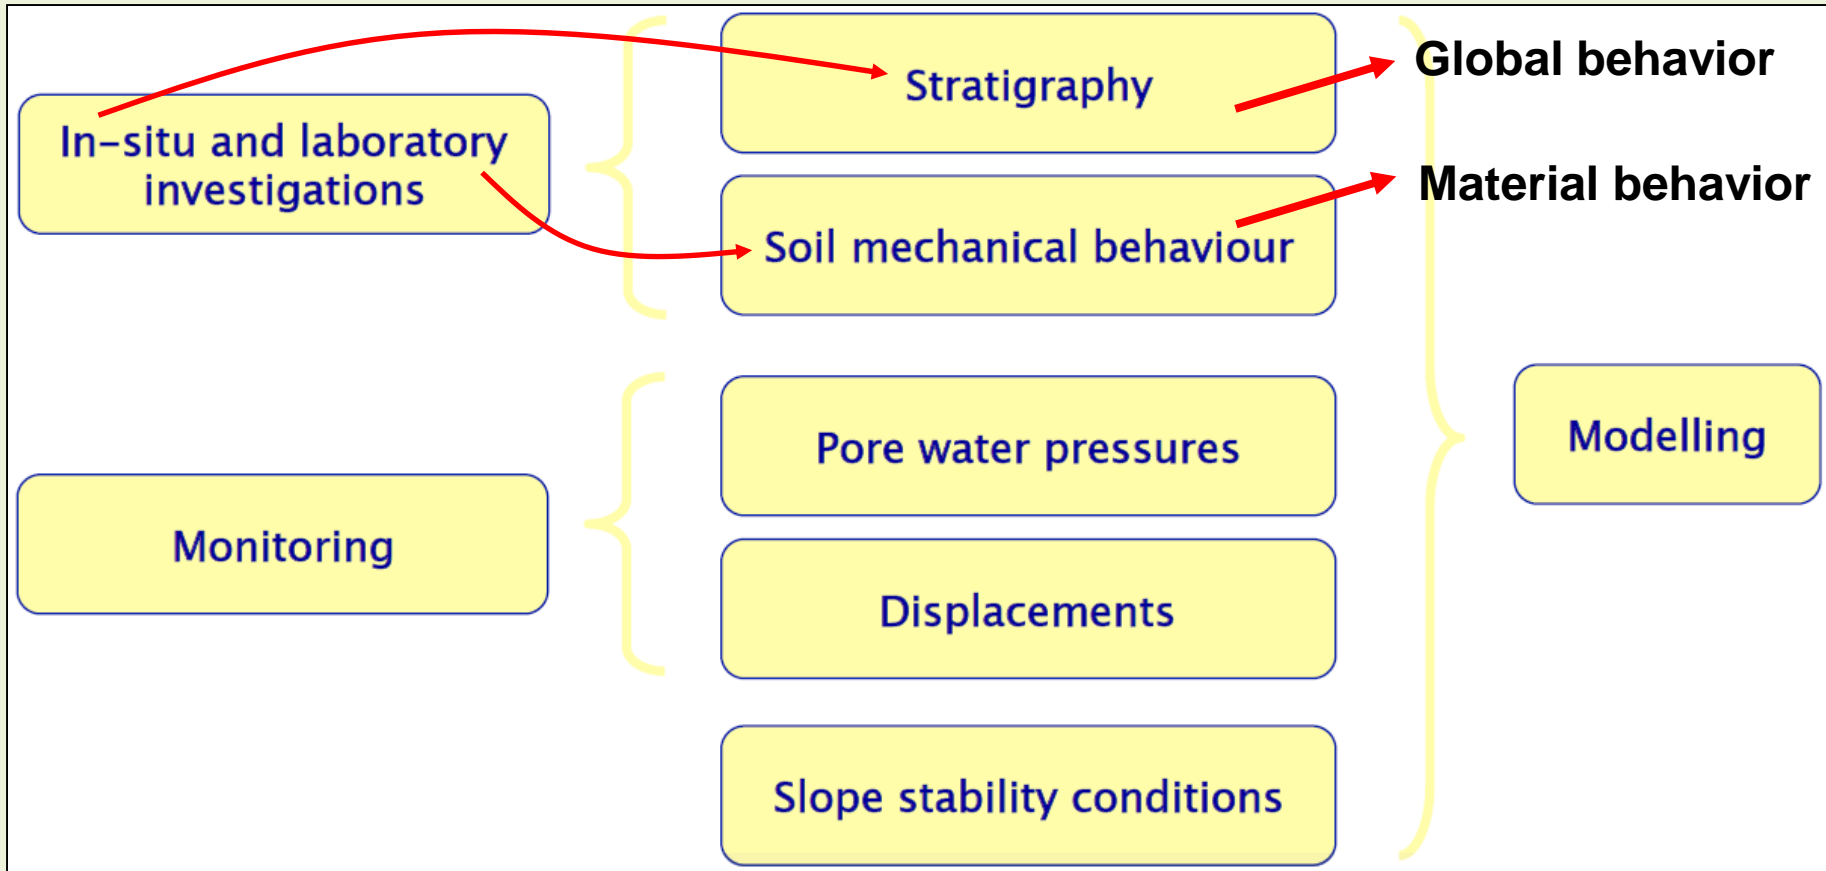 In-situ and laboratory
investigations
Stratigraphy
Global behavior
Soil mechanical behaviour
Material behavior
Monitoring
Pore water pressures
Displacements
Slope stability conditions
Modelling